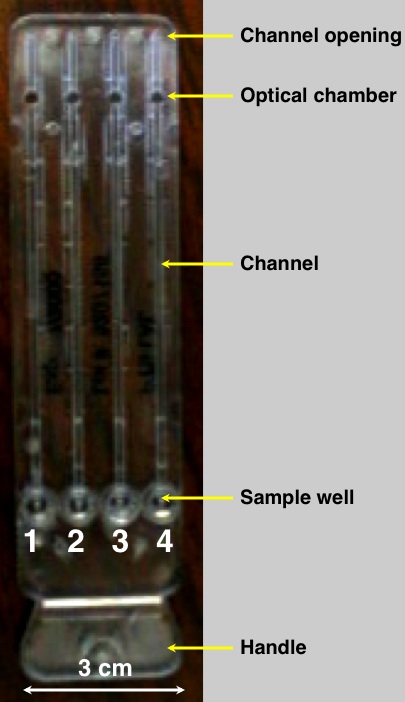 Channel opening
Optical chamber
Channel
Sample well
1 2 3 4
Handle
3 cm